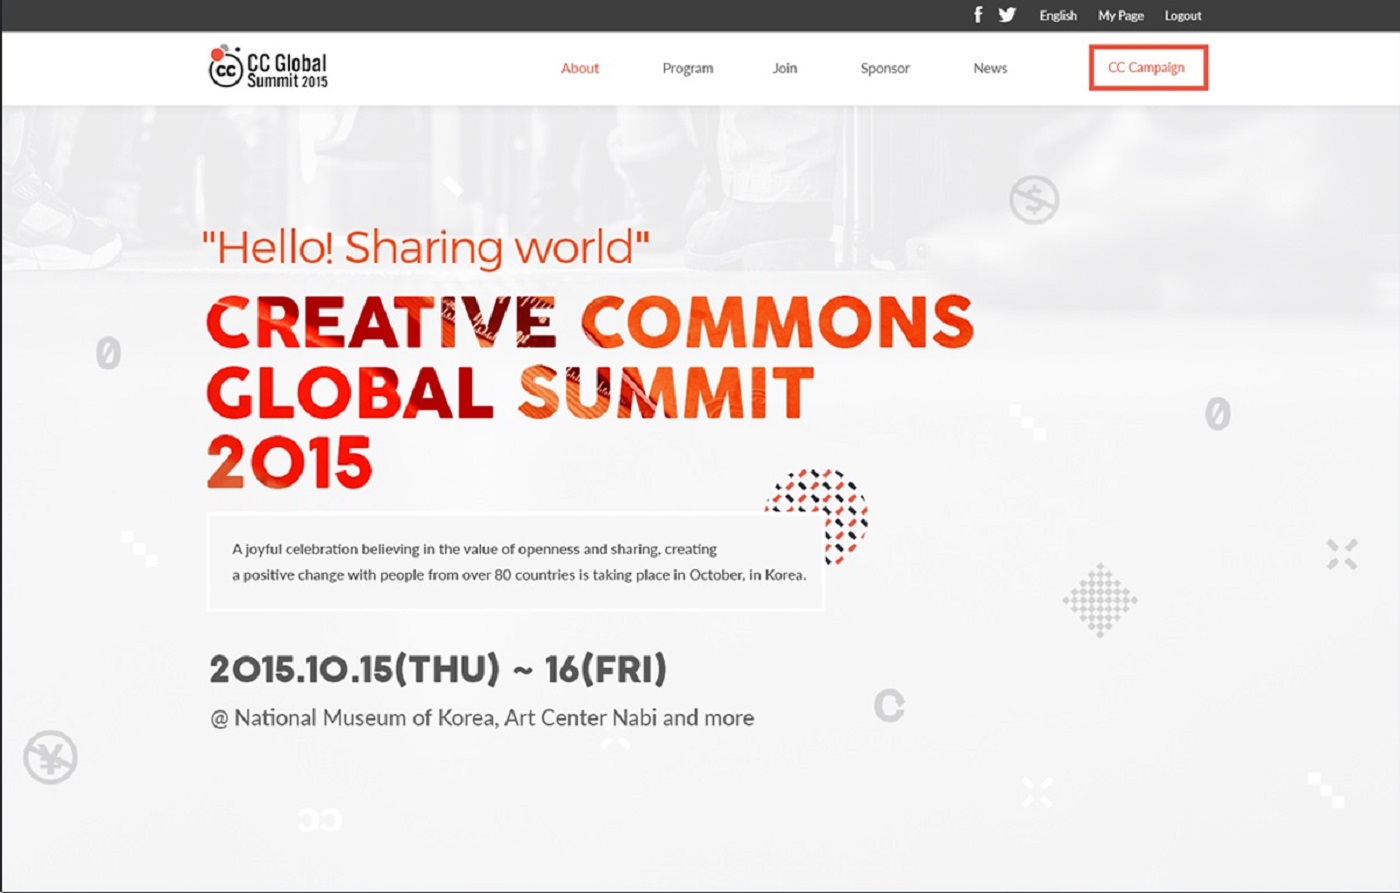 English My Page Logout
CC Global
Summit 2015
About Program Join Sponsor News CC Campaign
"Hello! Sharing world"
CREATIVE COMMONS
GLOBAL SUMMIT
2015
A joyful celebration believing in the value of openness and sharing, creating
a positive change with people from over 80 countries is taking place in October, in Korea.
2015.10.15(THU) ~ 16(FRI)
@ National Museum of Korea, Art Center Nabi and more